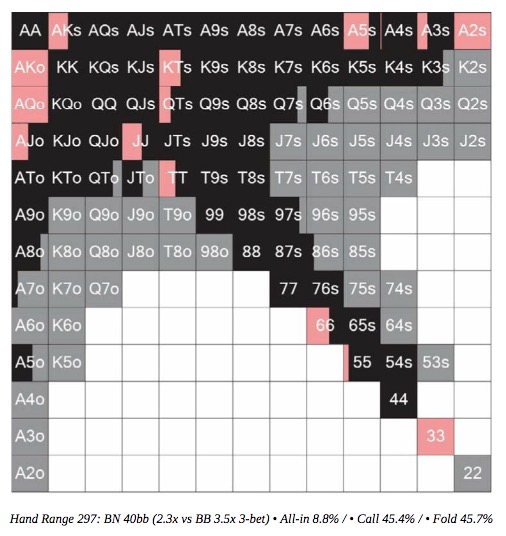 AA AKs AQs AJs ATs A9s A8s A7s A6s A5s A4s A3s A2s
AKo KK KQs KJs KTs K9s K8s K7s K6s K5s K4s K3s K2s
AQo KQo QQ QJs QTs Q9s Q8s Q7s Q6s Q5s Q4s Q3s Q2s
AJo KJo QJo JJ JTs J9s J8s J7s J6s J5s J4s J3s J2s
ATo KTo QTo JTo TT T9s T8s T7s T6s T5s T4s
A9o K9o Q9o J9o T9o 99 98s 97s 96s 95s
A8o K8o Q8o J8o T8o 98o 88 87s 86s 85s
A7o K7o Q7o 77 76s 75s 74s
A6o K6o 66 65s 64s
A5o K5o 55 54s 53s
A4o 44
A3o 33
A2o 22
Hand Range 297: BN 40bb (2.3x vs BB 3.5x 3-bet) • All-in 8.8% / • Call 45.4% / • Fold 45.7%